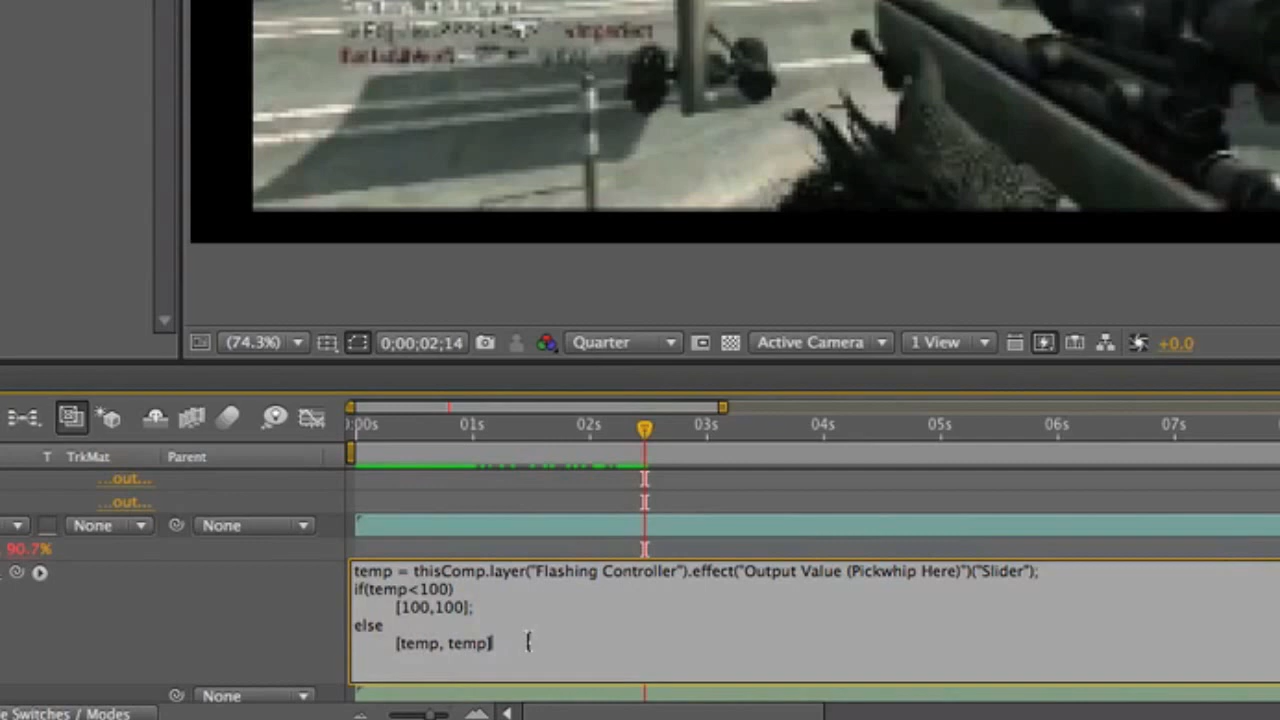 vImperfect
(74.3%)
0;00;02;14
Quarter
Active Camera
1 View
+0.0
:00s 01s 02s 03s 04s 05s 06s 07s
T TrkMat Parent
...out...
...out...
None None
90.7%
temp = thisComp.layer("Flashing Controller").effect("Output Value (Pickwhip Here)")("Slider");
if(temp<100)
[100,100];
else
[temp, temp]
None
e Switches / Modes